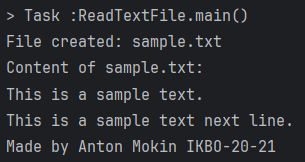 > Task :ReadTextFile.main()
File created: sample.txt
Content of sample.txt:
This is a sample text.
This is a sample text next line.
Made by Anton Mokin IKBO-20-21